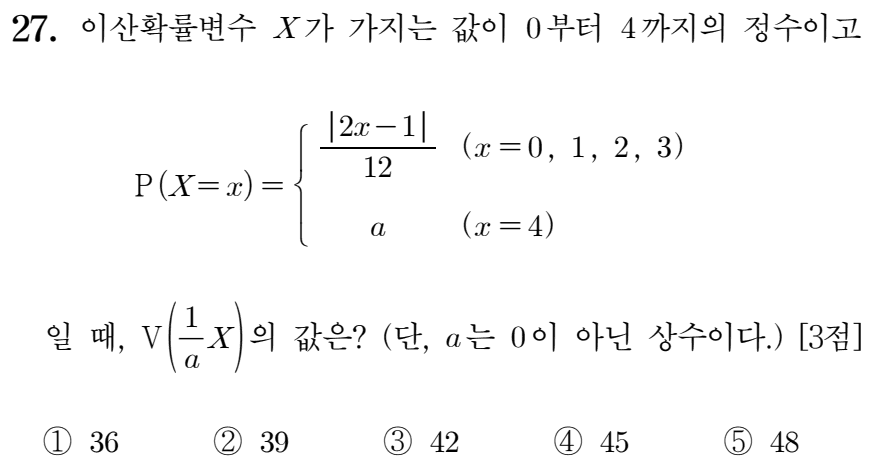 27. 이산확률변수 X가 가지는 값이 0부터 4까지의 정수이고
P(X=x) = { |2x-1|/12 (x=0, 1, 2, 3)
a (x=4)
일 때, V(1/a X)의 값은? (단, a는 0이 아닌 상수이다.) [3점]
① 36 ② 39 ③ 42 ④ 45 ⑤ 48